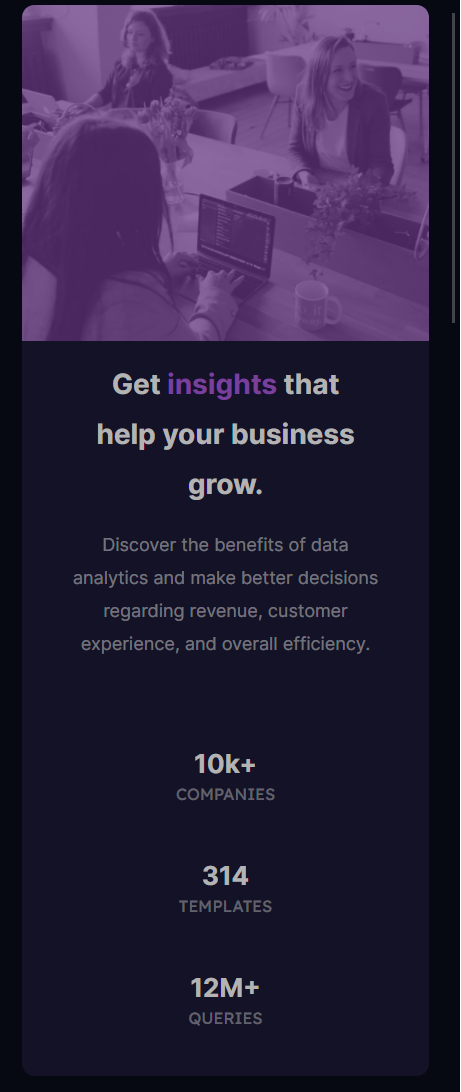 Get insights that
help your business
grow.
Discover the benefits of data
analytics and make better decisions
regarding revenue, customer
experience, and overall efficiency.
10k+
COMPANIES
314
TEMPLATES
12M+
QUERIES